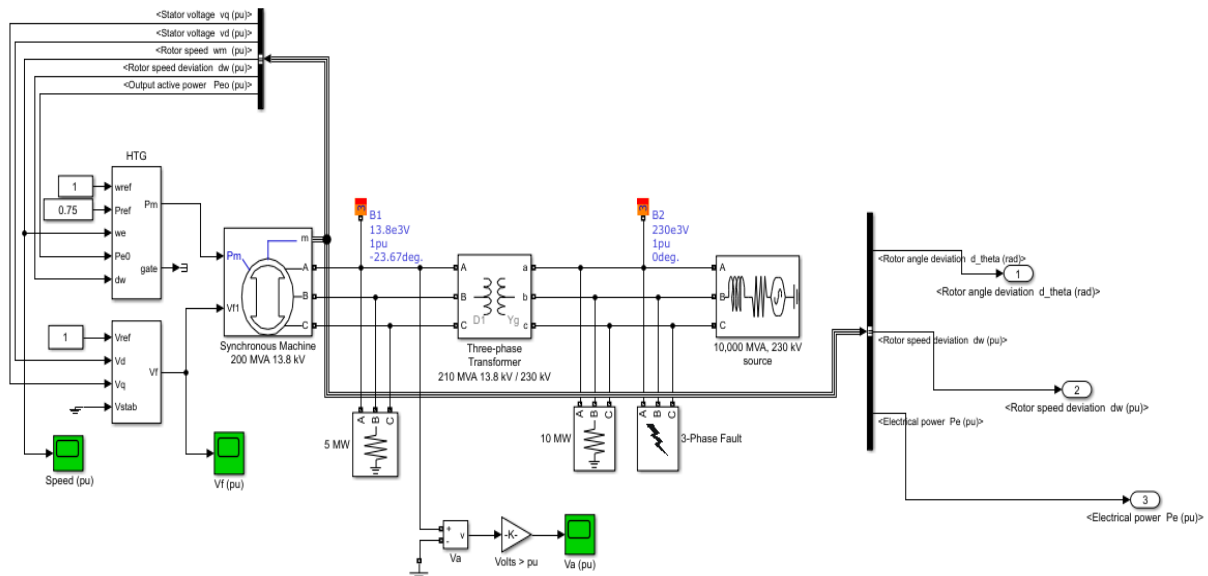 <Stator voltage vq (pu)>
<Stator voltage vd (pu)>
<Rotor speed wm (pu)>
<Rotor speed deviation dw (pu)>
<Output active power Peo (pu)>
HTG
1
wref
0.75
Pref
we
Pe0
dw
Pm
gate
1
Vref
Vd
Vq
Vstab
Vf
Speed (pu)
Vf (pu)
Pm
Vf1
m
A
B
C
Synchronous Machine
200 MVA 13.8 kV
3
B1
13.8e3V
1pu
-23.67deg.
A
B
C
5 MW
A
B
C
D1
Yg
a
b
c
Three-phase
Transformer
210 MVA 13.8 kV / 230 kV
3
B2
230e3V
1pu
0deg.
A
B
C
10 MW
A
B
C
3-Phase Fault
A
B
C
10,000 MVA, 230 kV
source
+
-
v
Va
-K-
Volts > pu
Va (pu)
<Rotor angle deviation d_theta (rad)>
1
<Rotor angle deviation d_theta (rad)>
<Rotor speed deviation dw (pu)>
2
<Rotor speed deviation dw (pu)>
<Electrical power Pe (pu)>
3
<Electrical power Pe (pu)>